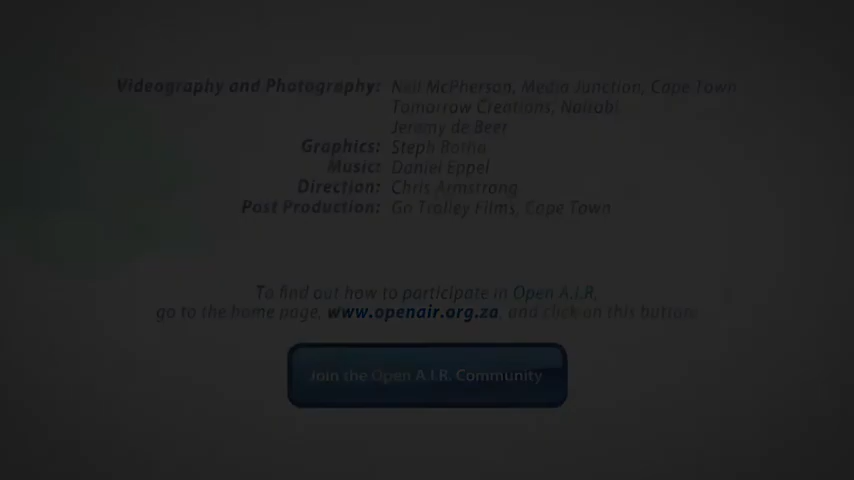 Videography and Photography: Neil McPherson, Media Junction, Cape Town
Tomorrow Creations, Nairobi
Jeremy de Beer
Graphics: Steph Botha
Music: Daniel Eppel
Direction: Chris Armstrong
Post Production: Go Trolley Films, Cape Town
To find out how to participate in Open A.I.R,
go to the home page, www.openair.org.za, and click on this button:
Join the Open A.I.R. Community